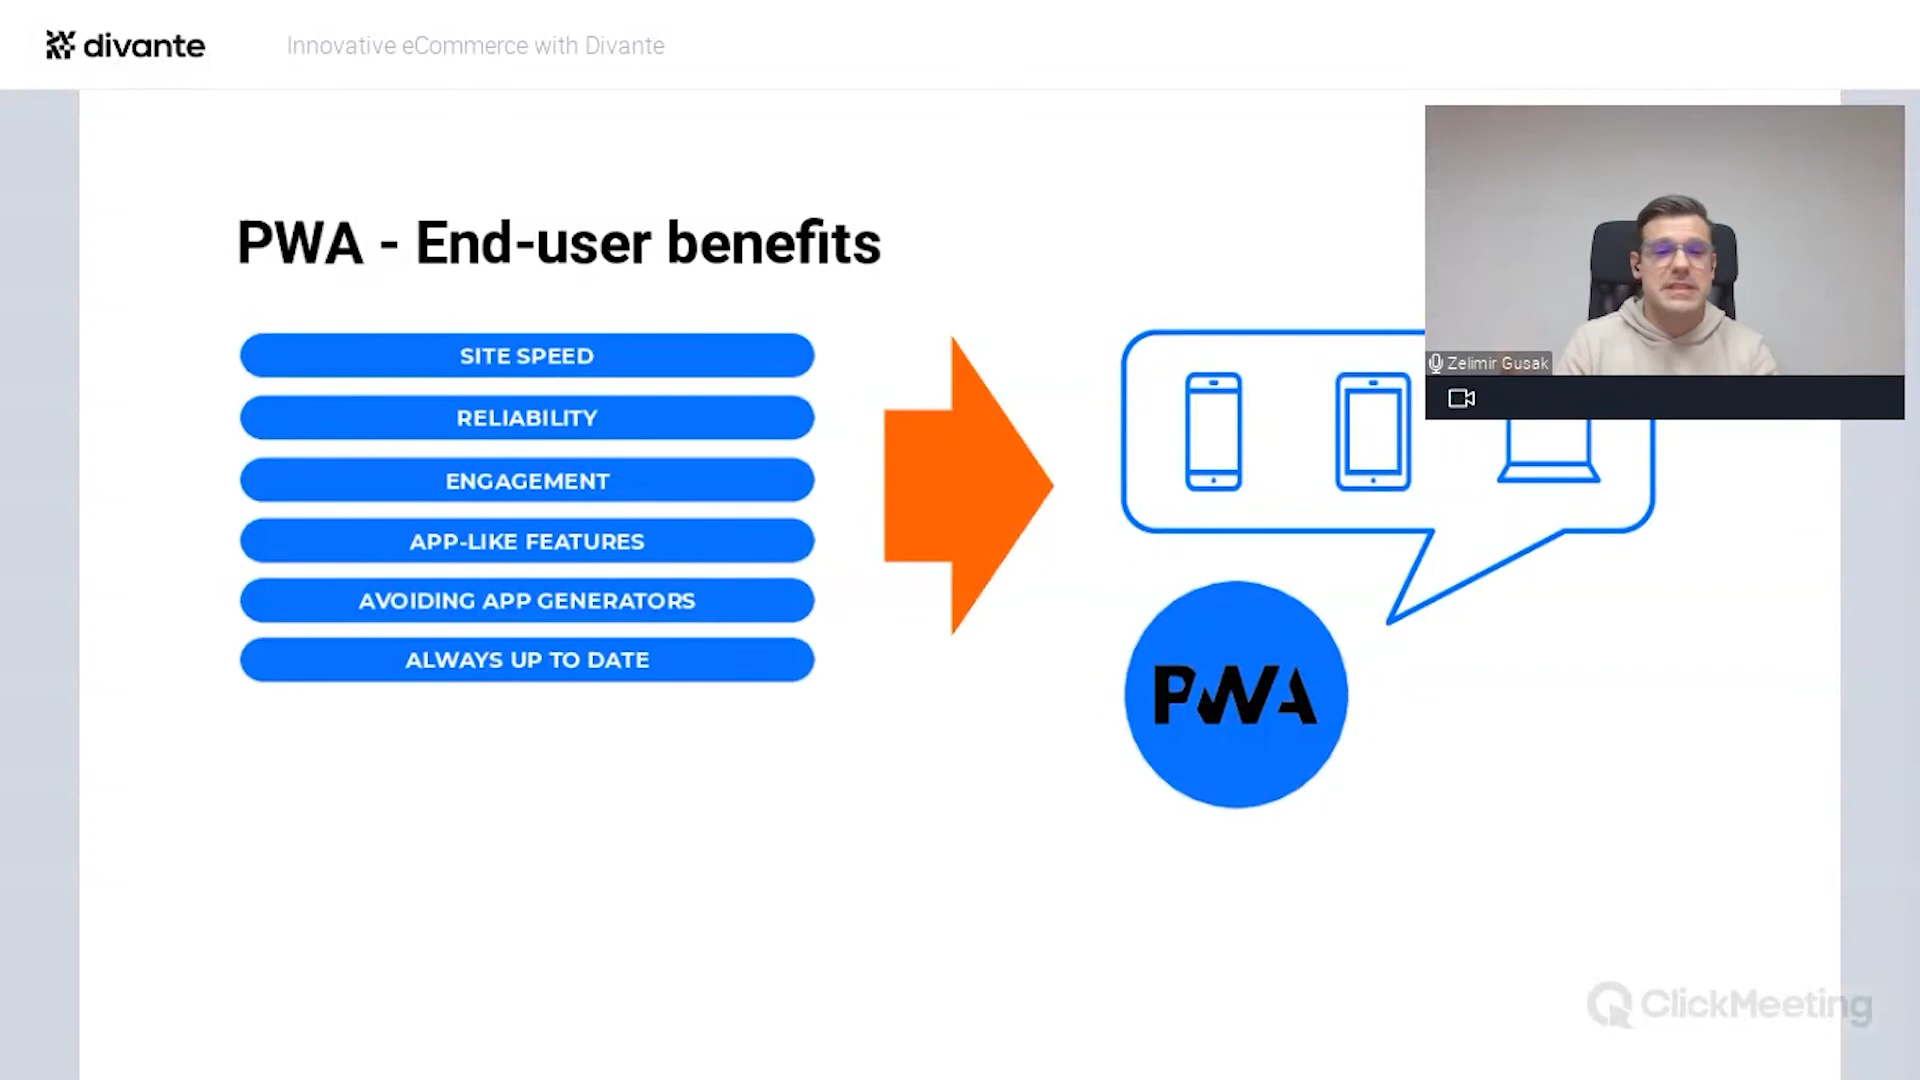 divante
Innovative eCommerce with Divante
PWA - End-user benefits
SITE SPEED
RELIABILITY
ENGAGEMENT
APP-LIKE FEATURES
AVOIDING APP GENERATORS
ALWAYS UP TO DATE
Zelimir Gusak
PWA
ClickMeeting